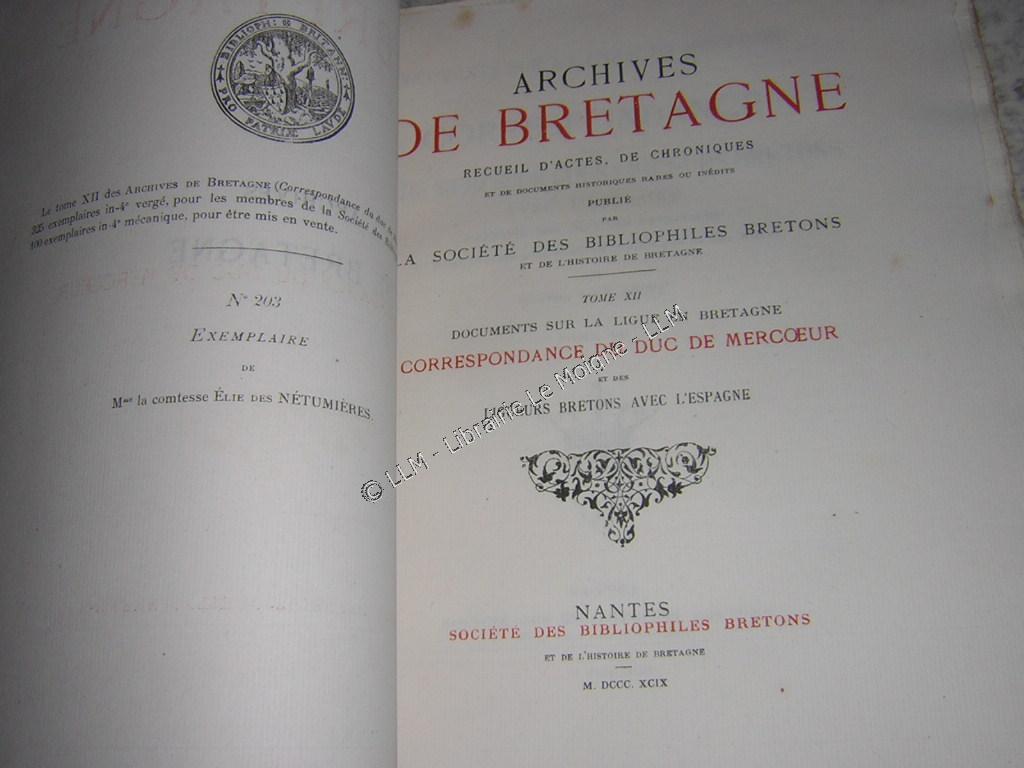 BIBLIOPH: BRITANN:
PRO PATRIÆ LAVDE
Le tome XII des ARCHIVES DE BRETAGNE (Correspondance du duc
325 exemplaires in-4° vergé, pour les membres de la Société des
100 exemplaires in-4° mécanique, pour être mis en vente.
N° 203
EXEMPLAIRE
DE
Mme la comtesse ÉLIE DES NÉTUMIÈRES.
ARCHIVES
DE BRETAGNE
RECUEIL D'ACTES, DE CHRONIQUES
ET DE DOCUMENTS HISTORIQUES RARES OU INÉDITS
PUBLIÉ
PAR
LA SOCIÉTÉ DES BIBLIOPHILES BRETONS
ET DE L'HISTOIRE DE BRETAGNE
TOME XII
DOCUMENTS SUR LA LIGUE EN BRETAGNE
CORRESPONDANCE DU DUC DE MERCŒUR
ET DES
LIGUEURS BRETONS AVEC L'ESPAGNE
© LLM - Librairie Le Moigne - LLM
NANTES
SOCIÉTÉ DES BIBLIOPHILES BRETONS
ET DE L'HISTOIRE DE BRETAGNE
M. DCCC. XCIX